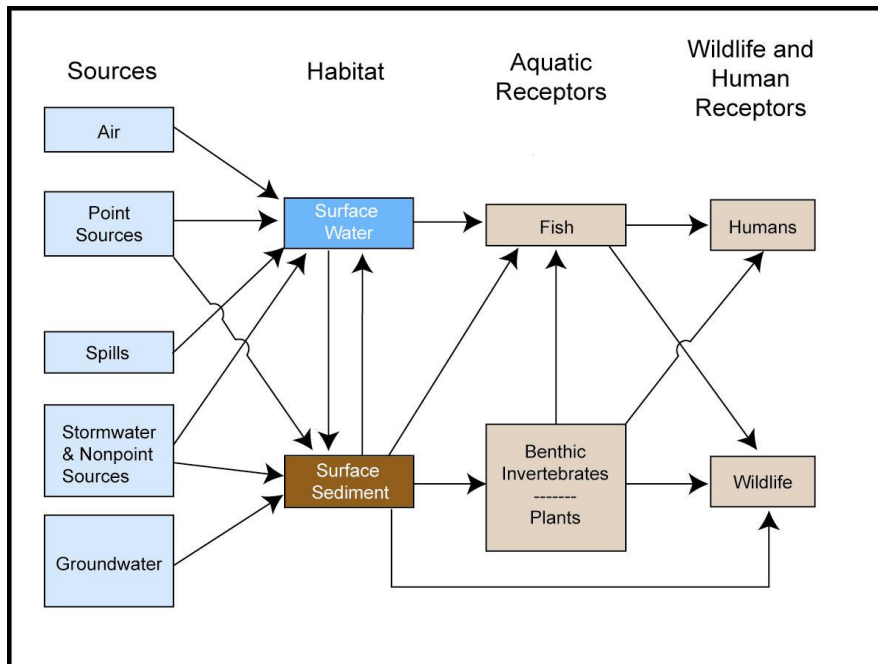 Sources
Habitat
Aquatic
Receptors
Wildlife and
Human
Receptors
Air
Point
Sources
Spills
Stormwater
& Nonpoint
Sources
Groundwater
Surface
Water
Surface
Sediment
Fish
Benthic
Invertebrates
-------
Plants
Humans
Wildlife